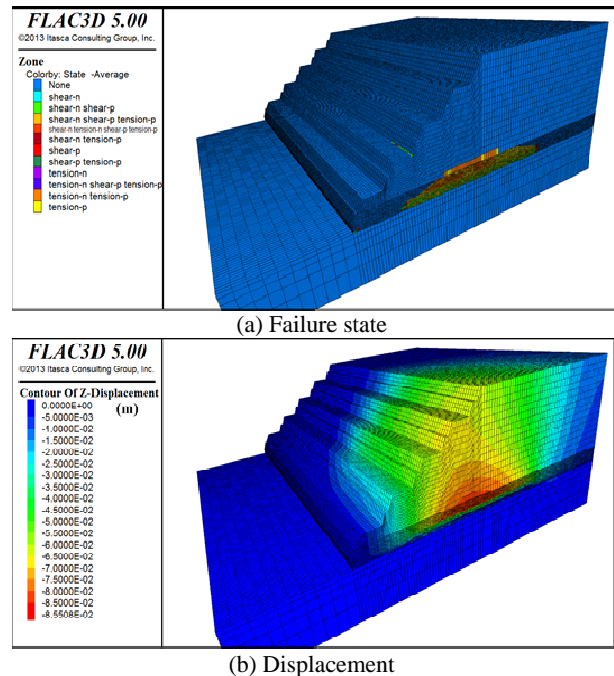 FLAC3D 5.00
©2013 Itasca Consulting Group, Inc.
Zone
Colorby: State -Average
None
shear-n
shear-n shear-p
shear-n shear-p tension-p
shear-n tension-n shear-p tension-p
shear-n tension-p
shear-p
shear-p tension-p
tension-n
tension-n shear-p tension-p
tension-n tension-p
tension-p
(a) Failure state
FLAC3D 5.00
©2013 Itasca Consulting Group, Inc.
Contour Of Z-Displacement
(m)
0.0000E+00
-5.0000E-03
-1.0000E-02
-1.5000E-02
-2.0000E-02
-2.5000E-02
-3.0000E-02
-3.5000E-02
-4.0000E-02
-4.5000E-02
-5.0000E-02
-5.5000E-02
-6.0000E-02
-6.5000E-02
-7.0000E-02
-7.5000E-02
-8.0000E-02
-8.5000E-02
-8.5508E-02
(b) Displacement